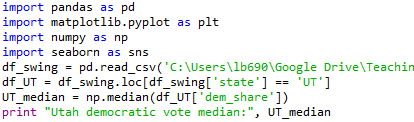 import pandas as pd
import matplotlib.pyplot as plt
import numpy as np
import seaborn as sns
df_swing = pd.read_csv('C:\Users\lb690\Google Drive\Teachin
df_UT = df_swing.loc[df_swing['state'] == 'UT']
UT_median = np.median(df_UT['dem_share'])
print "Utah democratic vote median:", UT_median